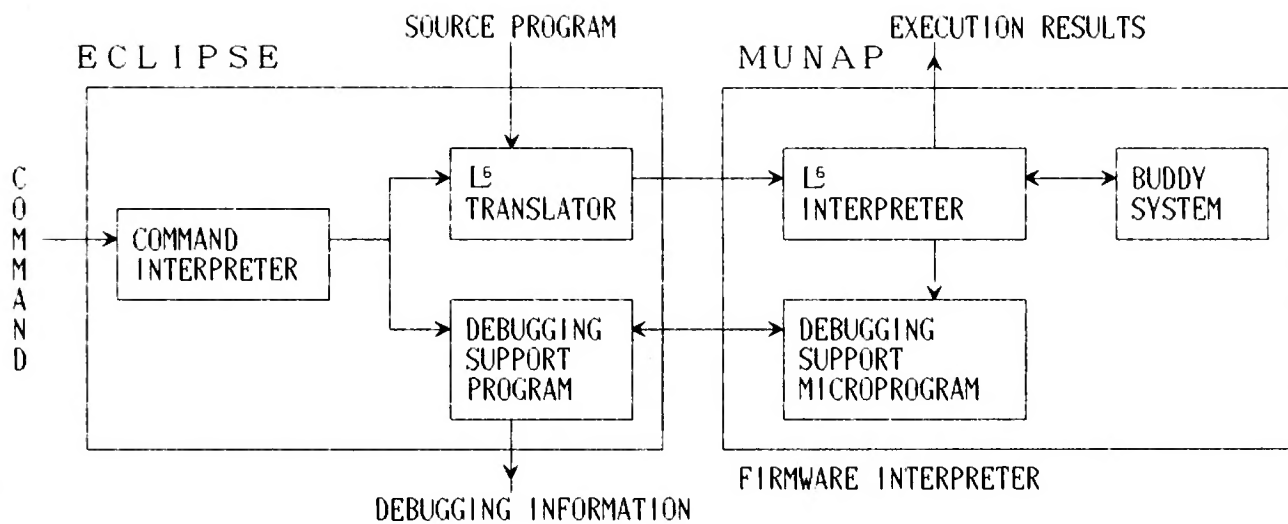 SOURCE PROGRAM
EXECUTION RESULTS
ECLIPSE
MUNAP
COMMAND
COMMAND
INTERPRETER
L⁶
TRANSLATOR
L⁶
INTERPRETER
BUDDY
SYSTEM
DEBUGGING
SUPPORT
PROGRAM
DEBUGGING
SUPPORT
MICROPROGRAM
DEBUGGING INFORMATION
FIRMWARE INTERPRETER